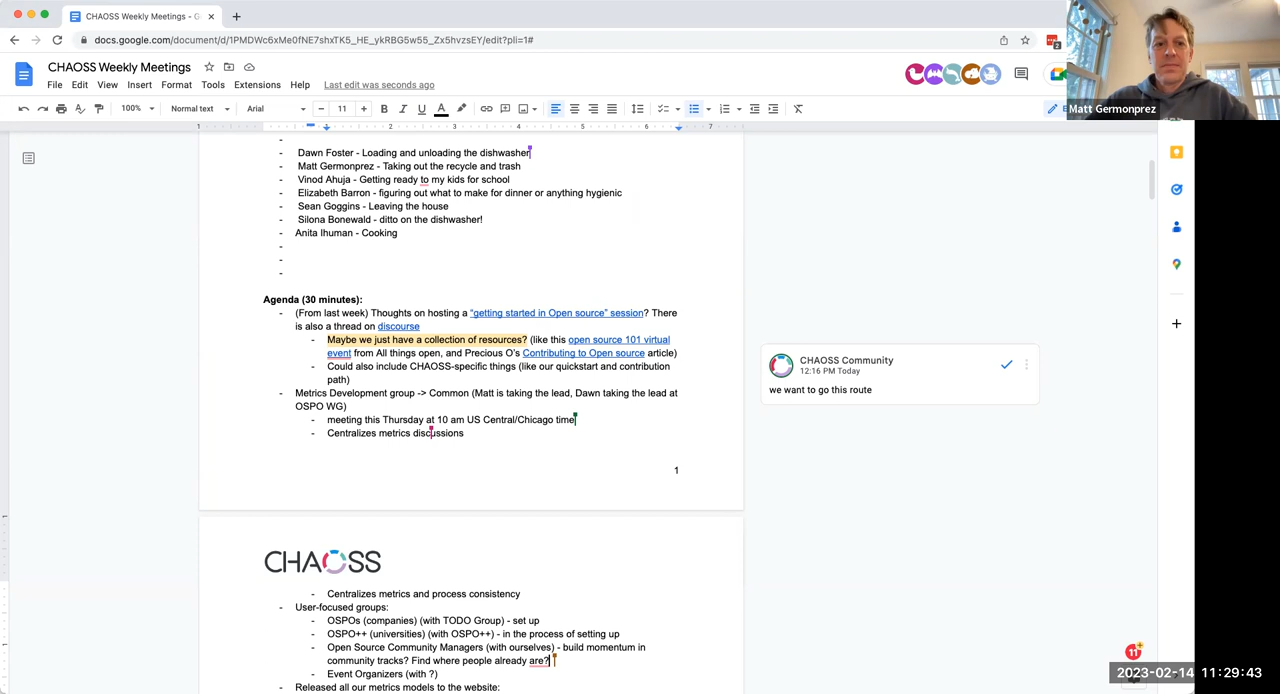 CHAOSS Weekly Meetings - G
docs.google.com/document/d/1PMDWc6xMe0fNE7shxTK5_HE_ykRBG5w55_Zx5hvzsEY/edit?pli=1#
2
CHAOSS Weekly Meetings
File Edit View Insert Format Tools Extensions Help Last edit was seconds ago
100% Normal text Arial 11
Matt Germonprez
1 2 3 4 5 6 7
-
- Dawn Foster - Loading and unloading the dishwasher
- Matt Germonprez - Taking out the recycle and trash
- Vinod Ahuja - Getting ready to my kids for school
- Elizabeth Barron - figuring out what to make for dinner or anything hygienic
- Sean Goggins - Leaving the house
- Silona Bonewald - ditto on the dishwasher!
- Anita Ihuman - Cooking
-
-
-
Agenda (30 minutes):
- (From last week) Thoughts on hosting a "getting started in Open source" session? There
is also a thread on discourse
- Maybe we just have a collection of resources? (like this open source 101 virtual
event from All things open, and Precious O's Contributing to Open source article)
- Could also include CHAOSS-specific things (like our quickstart and contribution
path)
- Metrics Development group -> Common (Matt is taking the lead, Dawn taking the lead at
OSPO WG)
- meeting this Thursday at 10 am US Central/Chicago time
- Centralizes metrics discussions
1
CHAOSS Community
12:16 PM Today
we want to go this route
CHAOSS
- Centralizes metrics and process consistency
- User-focused groups:
- OSPOs (companies) (with TODO Group) - set up
- OSPO++ (universities) (with OSPO++) - in the process of setting up
- Open Source Community Managers (with ourselves) - build momentum in
community tracks? Find where people already are?
- Event Organizers (with ?)
- Released all our metrics models to the website:
11
2023-02-14 11:29:43